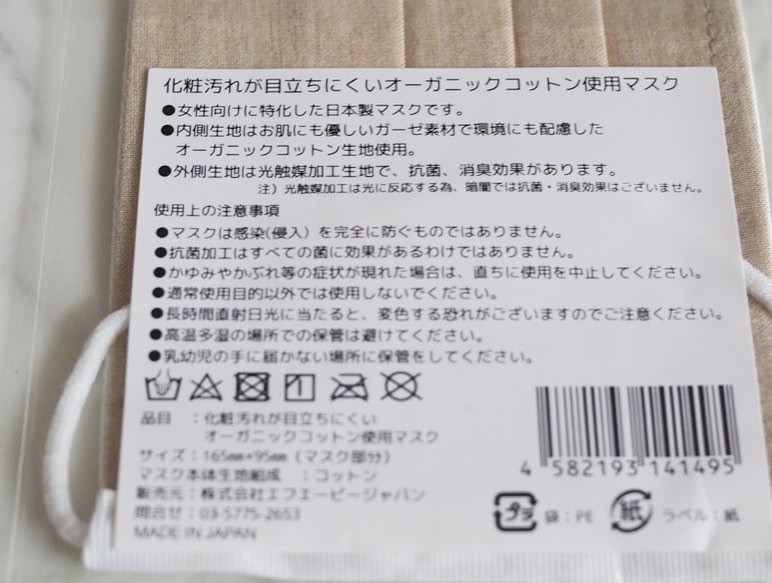 化粧汚れが目立ちにくいオーガニックコットン使用マスク
●女性向けに特化した日本製マスクです。
●内側生地はお肌にも優しいガーゼ素材で環境にも配慮した
オーガニックコットン生地使用。
●外側生地は光触媒加工生地で、抗菌、消臭効果があります。
注）光触媒加工は光に反応する為、暗闇では抗菌・消臭効果はございません。
使用上の注意事項
●マスクは感染(侵入）を完全に防ぐものではありません。
●抗菌加工はすべての菌に効果があるわけではありません。
●かゆみやかぶれ等の症状が現れた場合は、直ちに使用を中止してください。
●通常使用目的以外では使用しないでください。
●長時間直射日光に当たると、変色する恐れがございますのでご注意ください。
●高温多湿の場所での保管は避けてください。
●乳幼児の手に届かない場所に保管をしてください。
品目　：化粧汚れが目立ちにくい
オーガニックコットン使用マスク
サイズ：165㎜×95㎜（マスク部分）
マスク本体生地組成　：コットン
販売元：株式会社エフエーピージャパン
問合せ：03-5775-2653
MADE IN JAPAN
4 582193 141495
プラ 袋：PE 紙 ラベル：紙